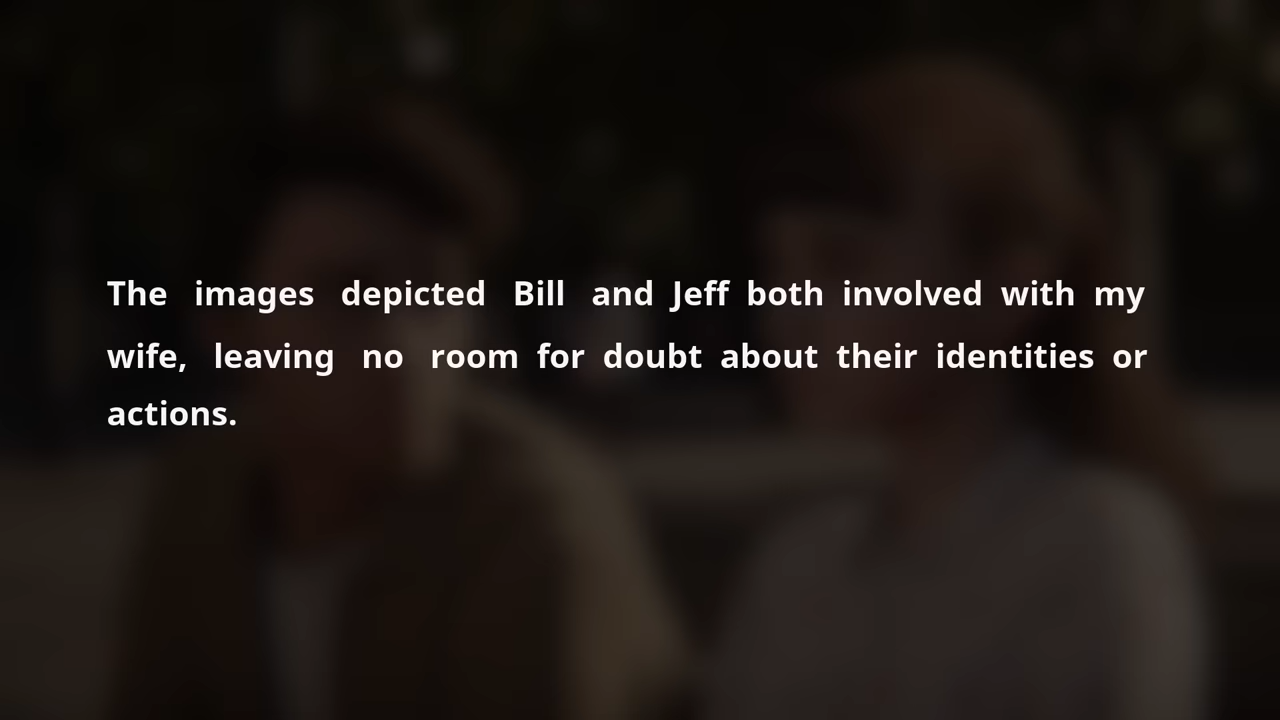 The images depicted Bill and Jeff both involved with my
wife, leaving no room for doubt about their identities or
actions.